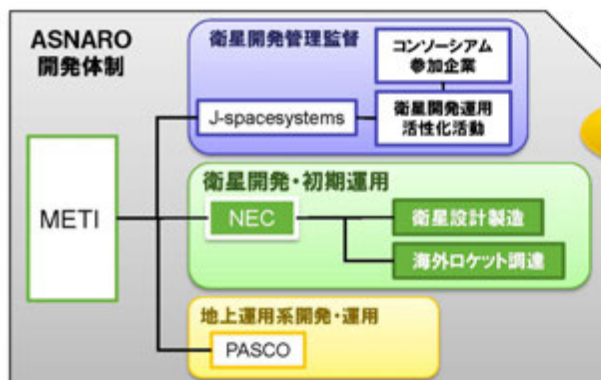 ASNARO
開発体制
METI
衛星開発管理監督
コンソーシアム
参加企業
J-spacesystems
衛星開発運用
活性化活動
衛星開発・初期運用
NEC
衛星設計製造
海外ロケット調達
地上運用系開発・運用
PASCO